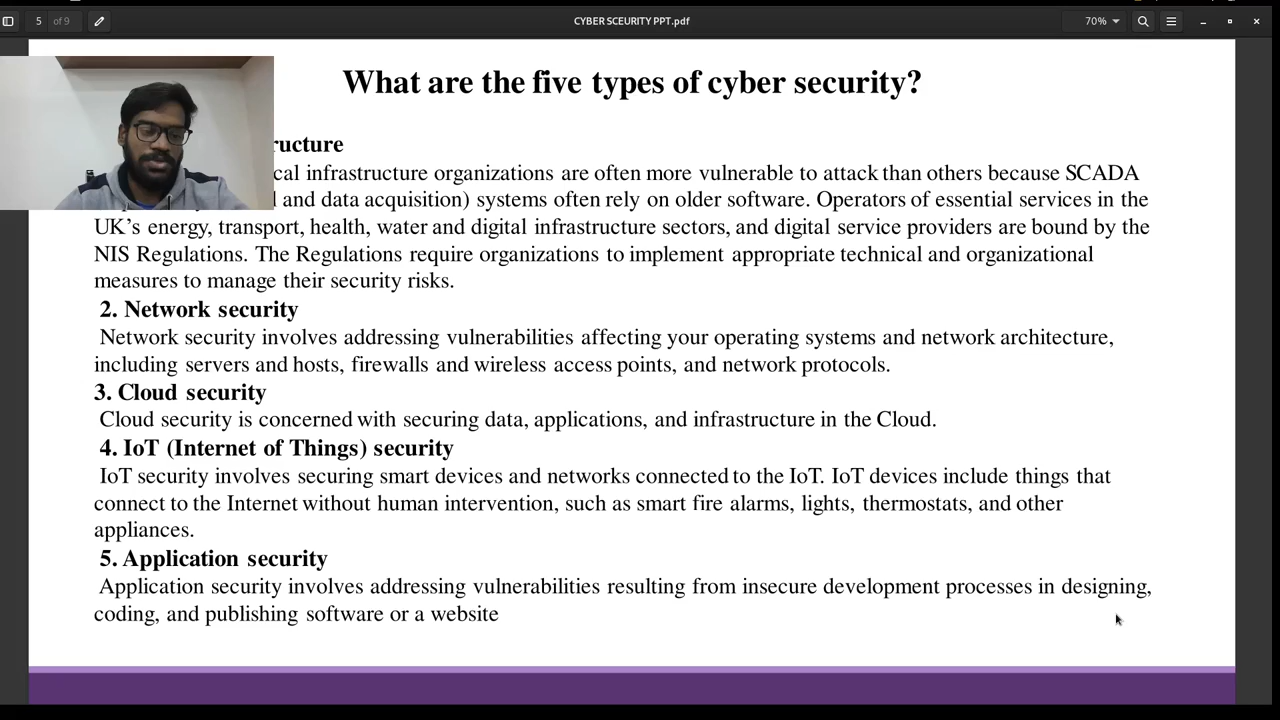 5 of 9
CYBER SCEURITY PPT.pdf
70%
What are the five types of cyber security?
ructure
cal infrastructure organizations are often more vulnerable to attack than others because SCADA
and data acquisition) systems often rely on older software. Operators of essential services in the
UK’s energy, transport, health, water and digital infrastructure sectors, and digital service providers are bound by the
NIS Regulations. The Regulations require organizations to implement appropriate technical and organizational
measures to manage their security risks.
2. Network security
Network security involves addressing vulnerabilities affecting your operating systems and network architecture,
including servers and hosts, firewalls and wireless access points, and network protocols.
3. Cloud security
Cloud security is concerned with securing data, applications, and infrastructure in the Cloud.
4. IoT (Internet of Things) security
IoT security involves securing smart devices and networks connected to the IoT. IoT devices include things that
connect to the Internet without human intervention, such as smart fire alarms, lights, thermostats, and other
appliances.
5. Application security
Application security involves addressing vulnerabilities resulting from insecure development processes in designing,
coding, and publishing software or a website